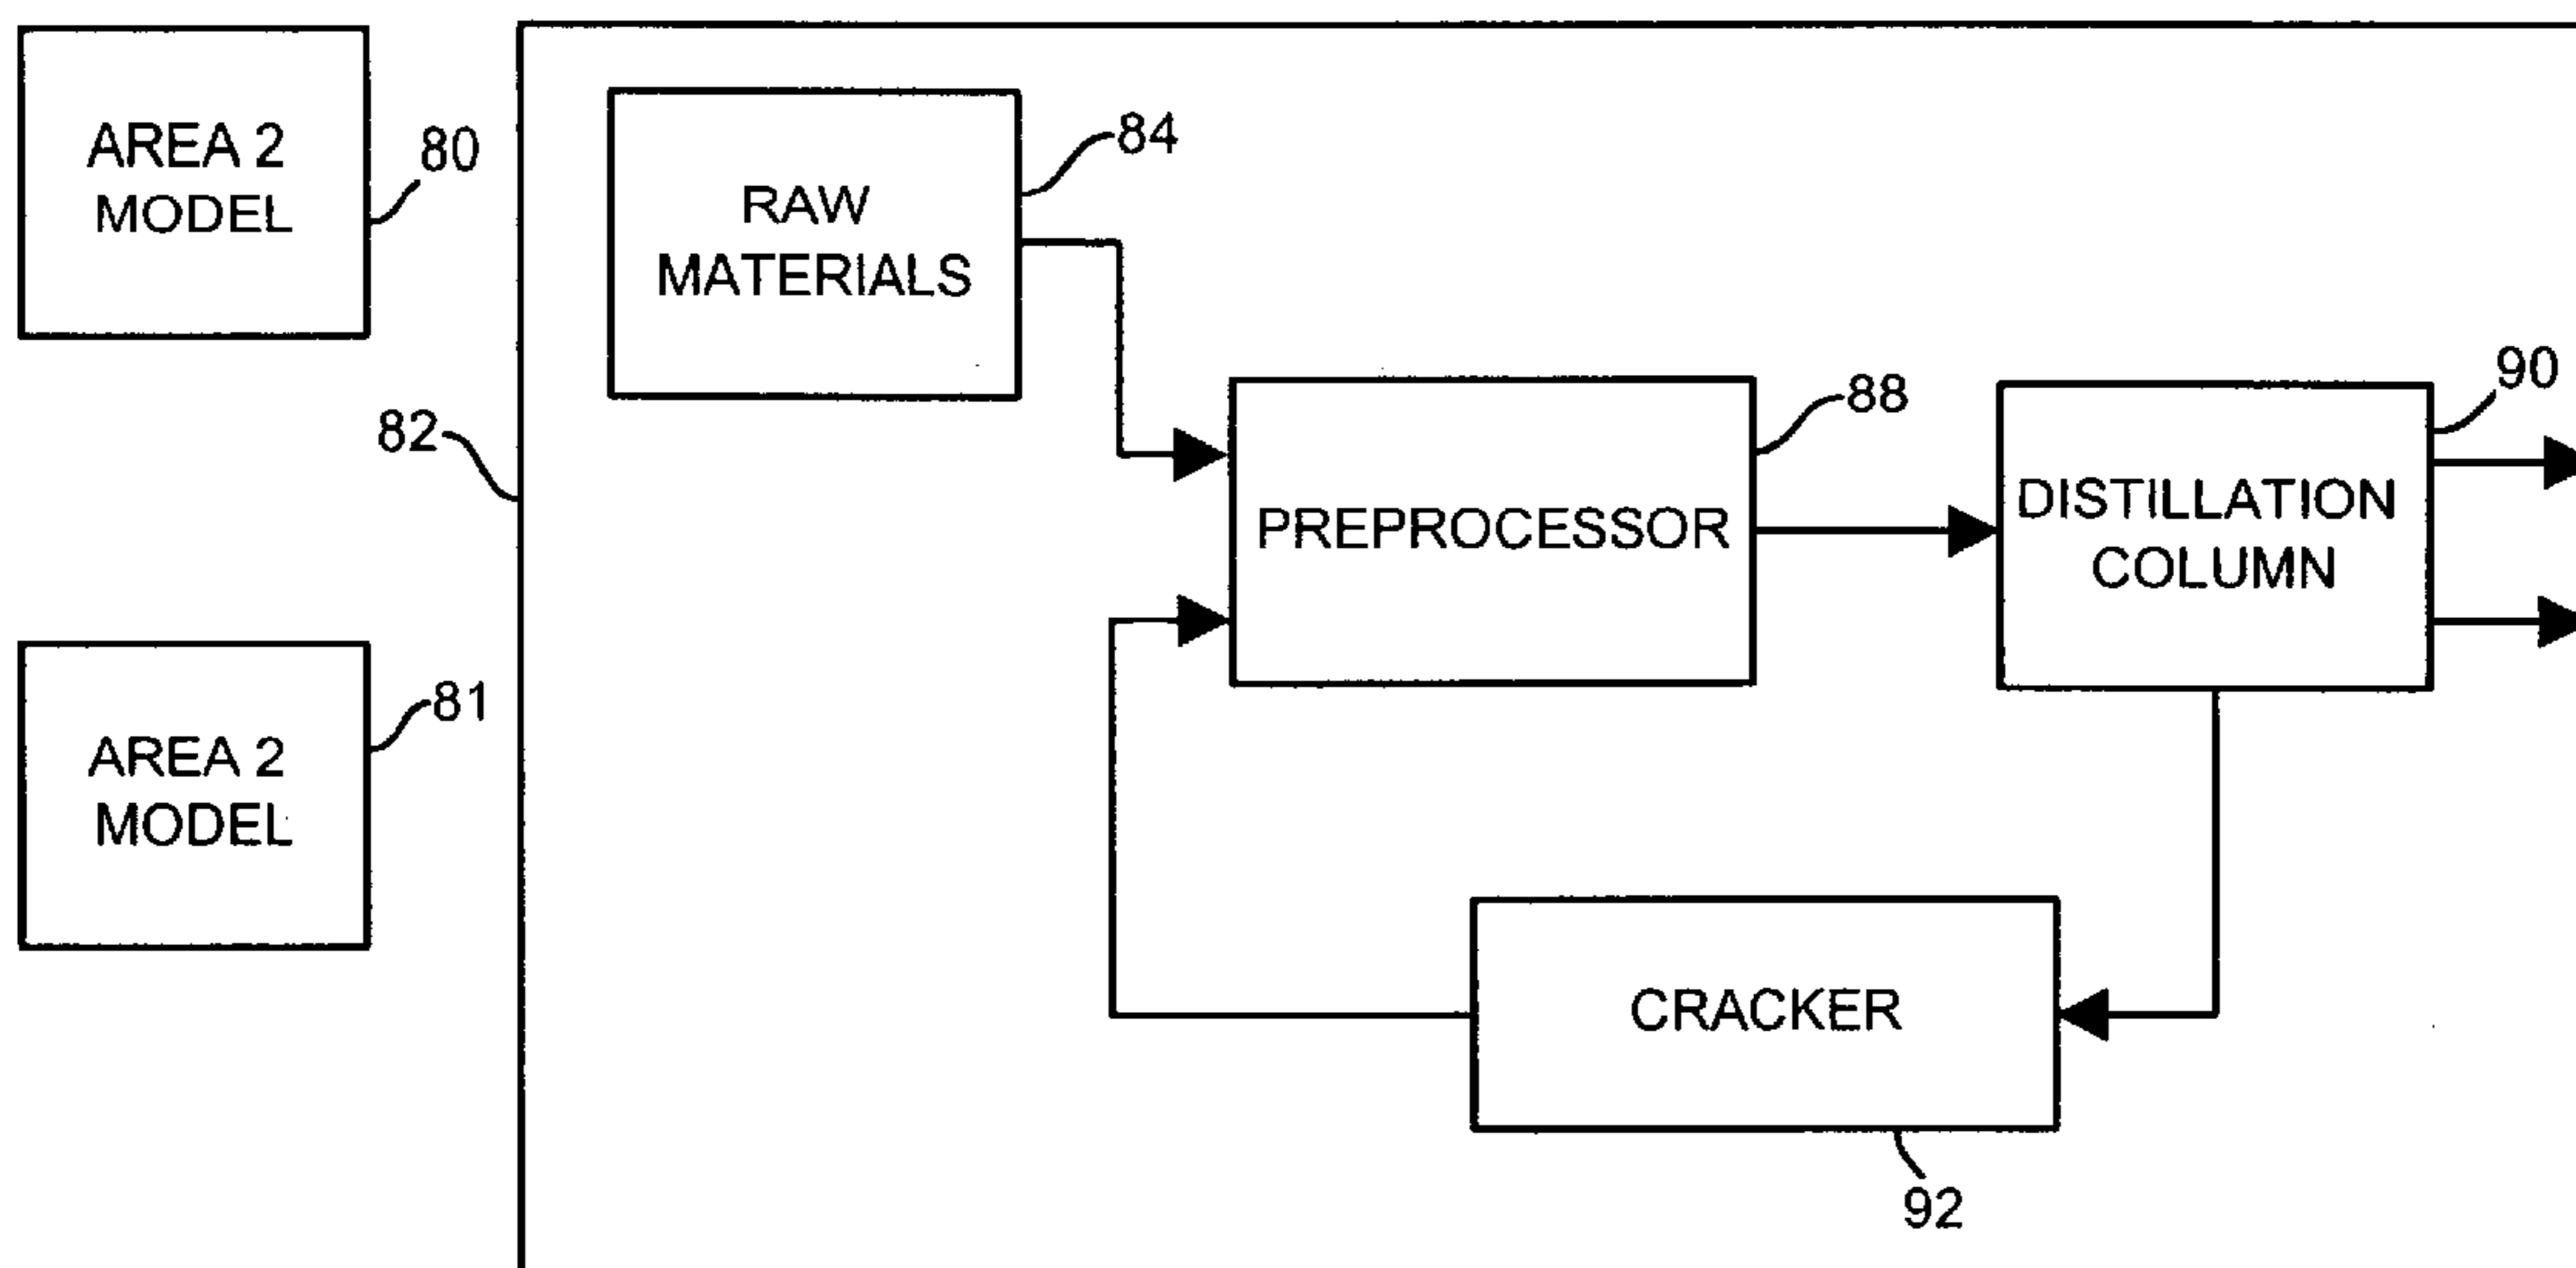 AREA 2
MODEL
80
82
AREA 2
MODEL
81
RAW
MATERIALS
84
PREPROCESSOR
88
DISTILLATION
COLUMN
90
CRACKER
92